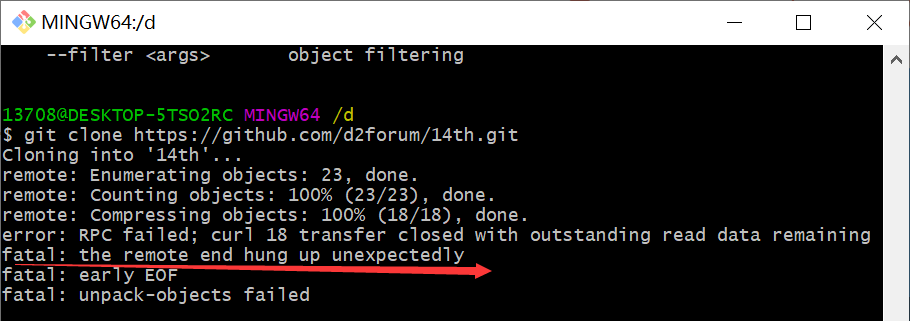 MINGW64:/d
--filter <args> object filtering
13708@DESKTOP-5TSO2RC MINGW64 /d
$ git clone https://github.com/d2forum/14th.git
Cloning into '14th'...
remote: Enumerating objects: 23, done.
remote: Counting objects: 100% (23/23), done.
remote: Compressing objects: 100% (18/18), done.
error: RPC failed; curl 18 transfer closed with outstanding read data remaining
fatal: the remote end hung up unexpectedly
fatal: early EOF
fatal: unpack-objects failed